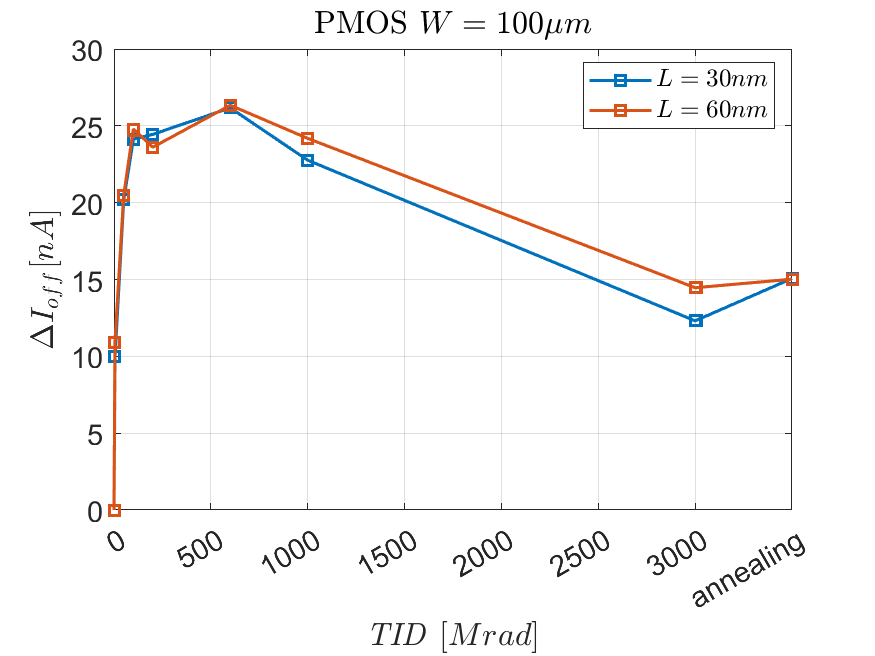 PMOS W = 100μm
30
25
20
15
10
5
0
ΔI_off[nA]
L = 30nm
L = 60nm
0
500
1000
1500
2000
2500
3000
annealing
TID [Mrad]